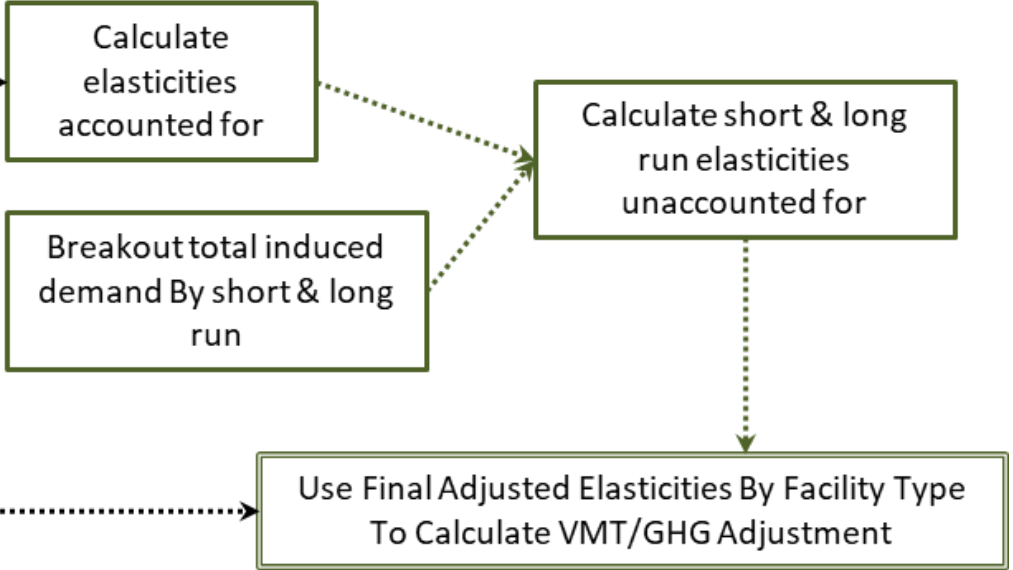 Calculate
elasticities
accounted for
Calculate short & long
run elasticities
unaccounted for
Breakout total induced
demand By short & long
run
Use Final Adjusted Elasticities By Facility Type
To Calculate VMT/GHG Adjustment